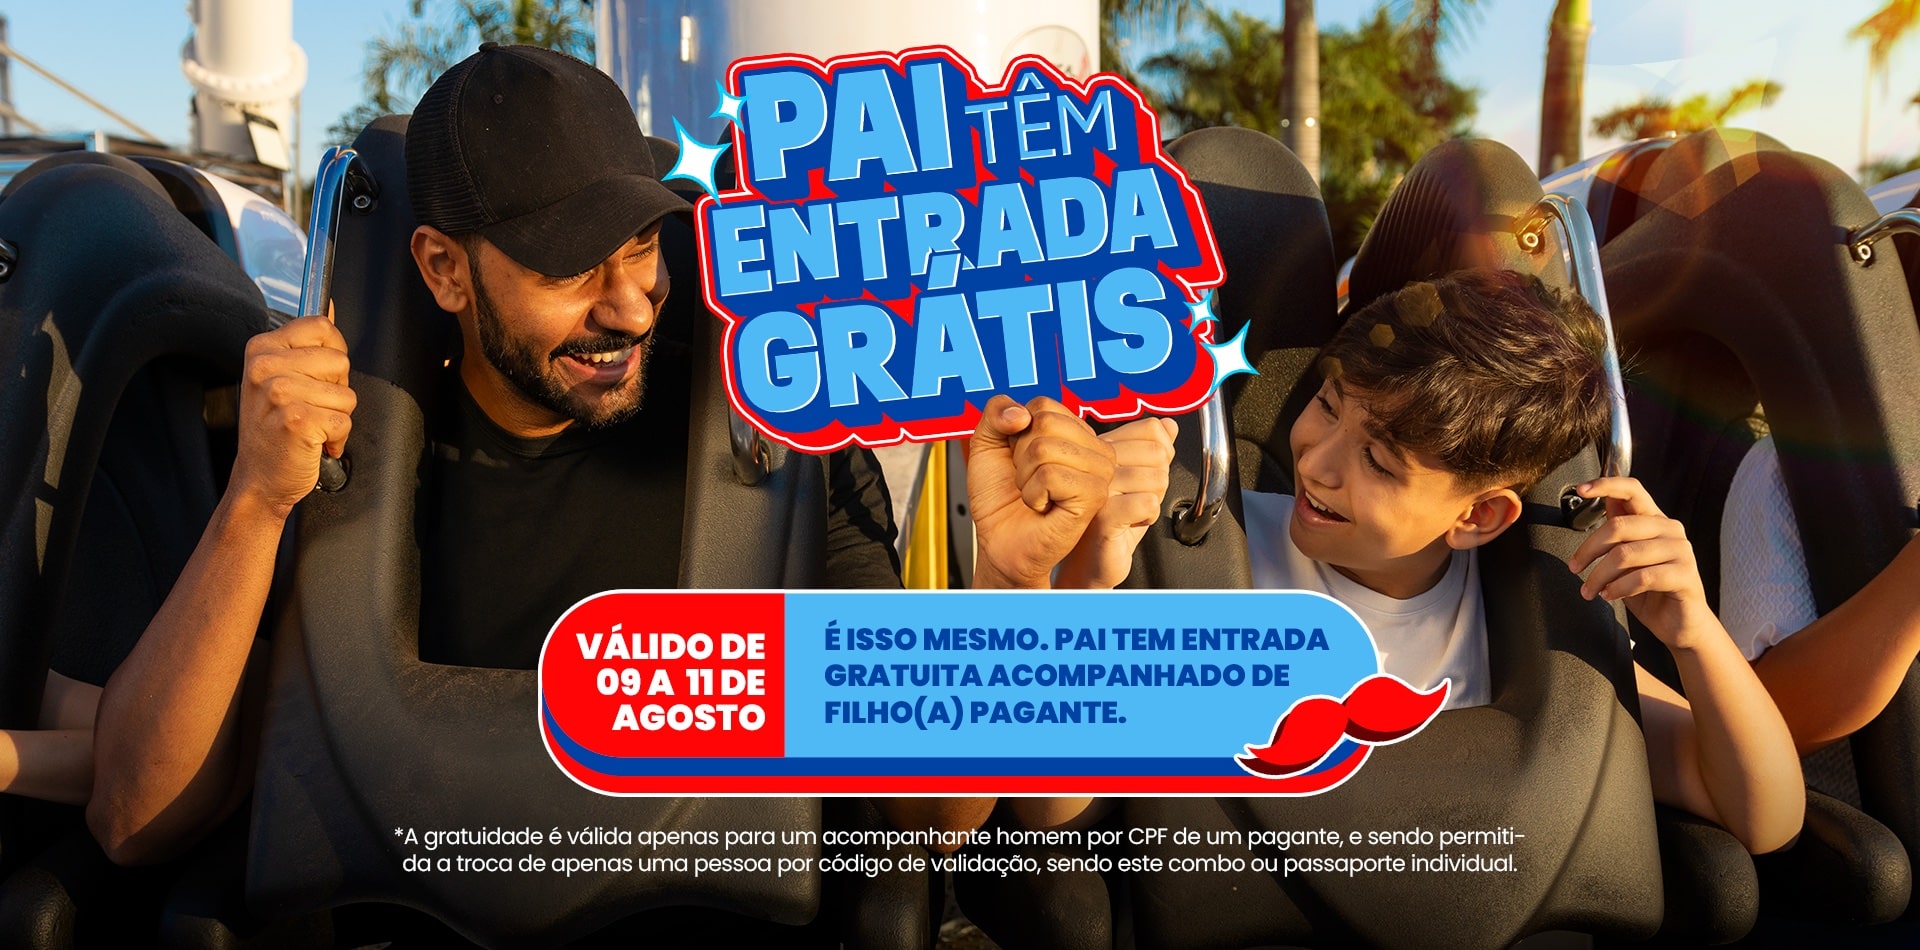 PAI TÊM
ENTRADA
GRÁTIS
VÁLIDO DE
09 A 11 DE
AGOSTO
É ISSO MESMO. PAI TEM ENTRADA
GRATUITA ACOMPANHADO DE
FILHO(A) PAGANTE.
*A gratuidade é válida apenas para um acompanhante homem por CPF de um pagante, e sendo permiti-
da a troca de apenas uma pessoa por código de validação, sendo este combo ou passaporte individual.